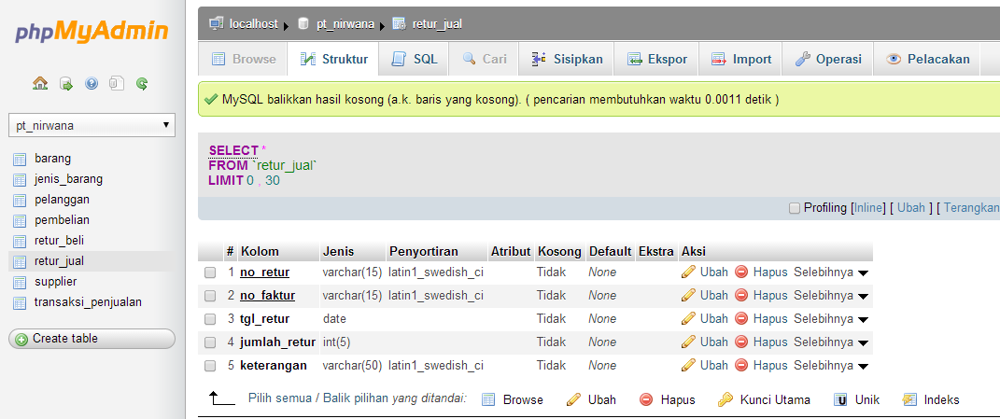 phpMyAdmin
pt_nirwana
barang
jenis_barang
pelanggan
pembelian
retur_beli
retur_jual
supplier
transaksi_penjualan
Create table
localhost pt_nirwana retur_jual
Browse Struktur SQL Cari Sisipkan Ekspor Import Operasi Pelacakan
MySQL balikkan hasil kosong (a.k. baris yang kosong). ( pencarian membutuhkan waktu 0.0011 detik )
SELECT *
FROM `retur_jual`
LIMIT 0 , 30
Profiling [Inline] [ Ubah ] [ Terangkan
# Kolom Jenis Penyortiran Atribut Kosong Default Ekstra Aksi
1 no_retur varchar(15) latin1_swedish_ci Tidak None Ubah Hapus Selebihnya
2 no_faktur varchar(15) latin1_swedish_ci Tidak None Ubah Hapus Selebihnya
3 tgl_retur date Tidak None Ubah Hapus Selebihnya
4 jumlah_retur int(5) Tidak None Ubah Hapus Selebihnya
5 keterangan varchar(50) latin1_swedish_ci Tidak None Ubah Hapus Selebihnya
Pilih semua / Balik pilihan yang ditandai: Browse Ubah Hapus Kunci Utama Unik Indeks